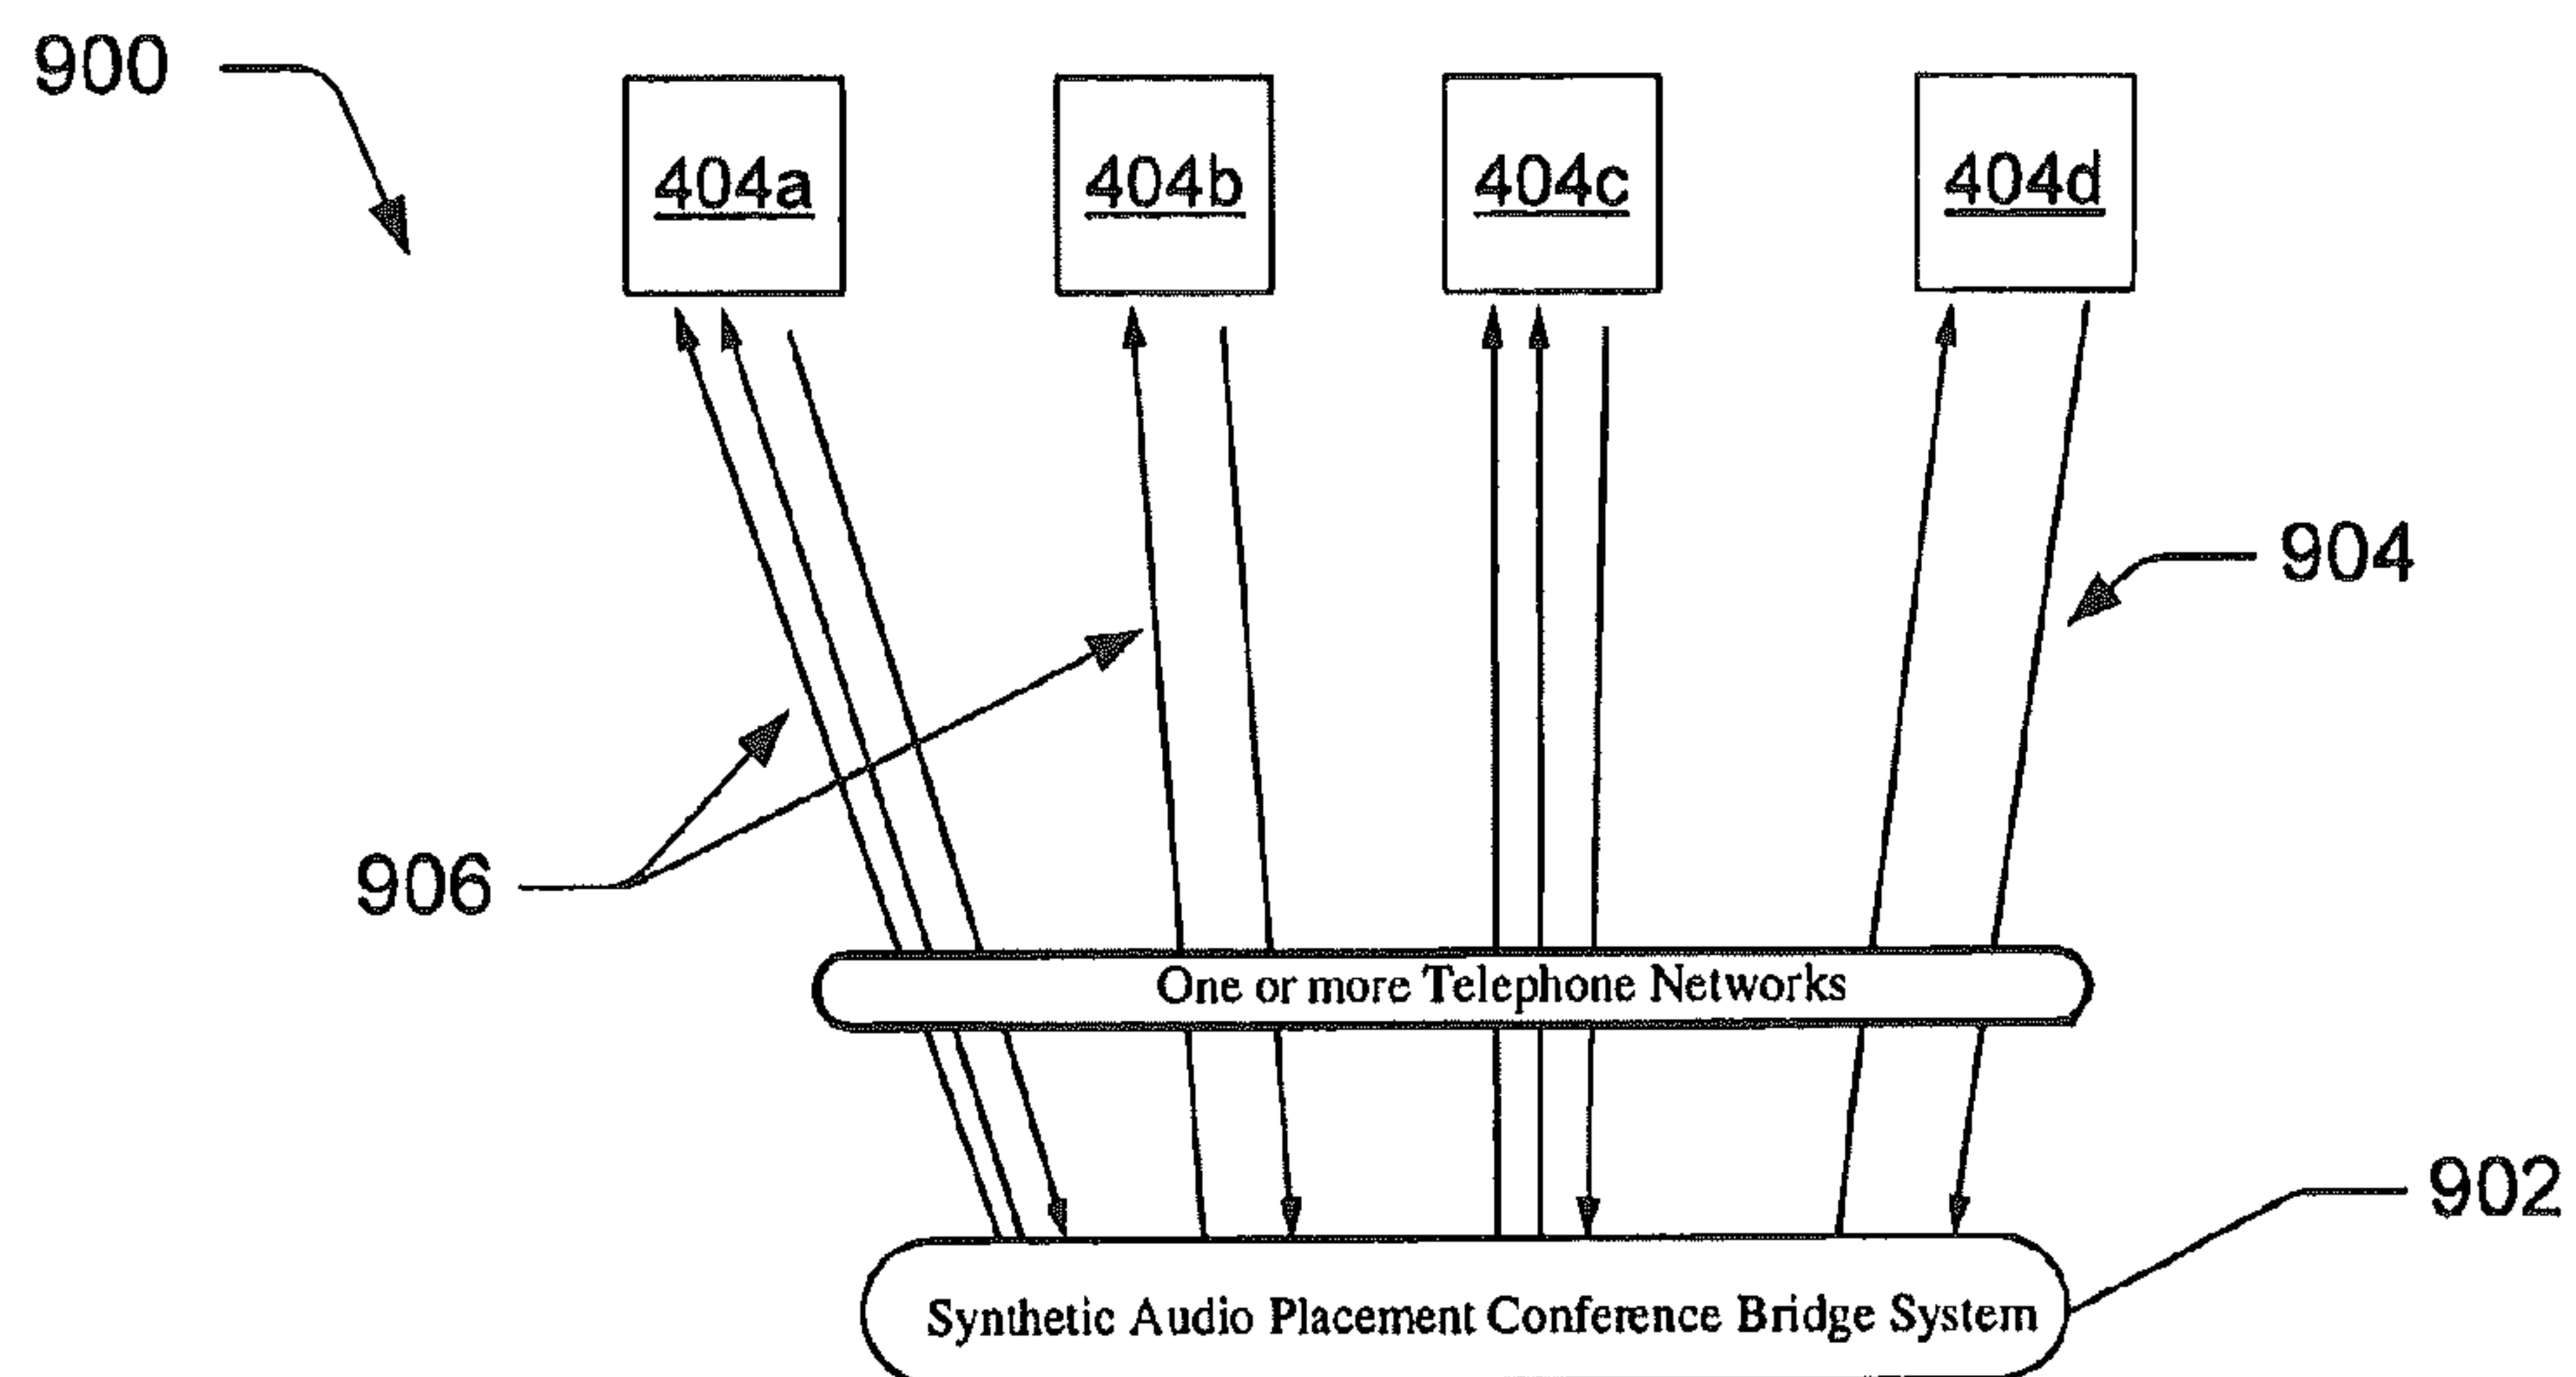 900
404a 404b 404c 404d
904
906
One or more Telephone Networks
902
Synthetic Audio Placement Conference Bridge System